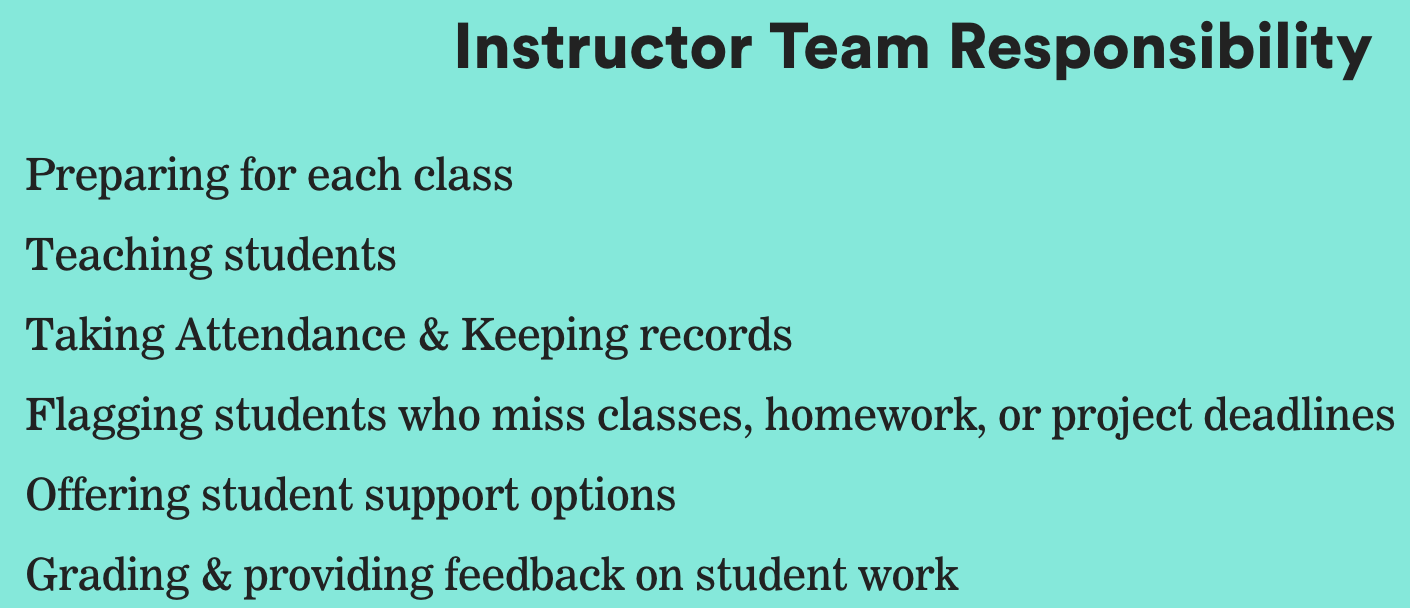 Instructor Team Responsibility
Preparing for each class
Teaching students
Taking Attendance & Keeping records
Flagging students who miss classes, homework, or project deadlines
Offering student support options
Grading & providing feedback on student work